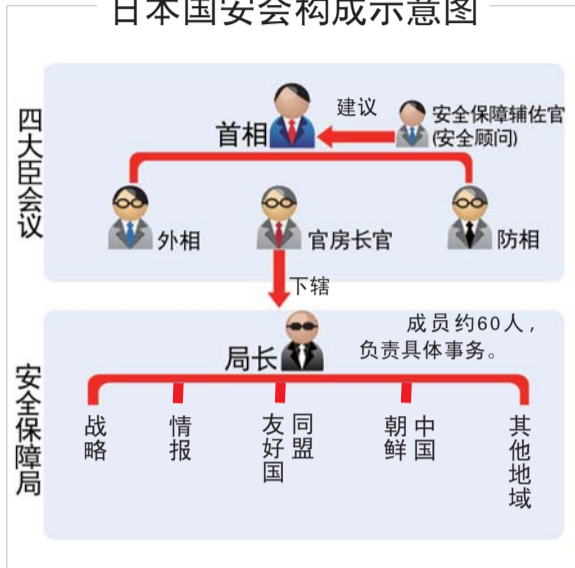 日本国安会构成示意图
四大臣会议
首相
建议
安全保障辅佐官
(安全顾问)
外相
官房长官
防相
下辖
安全保障局
局长
成员约60人，
负责具体事务。
战略
情报
同盟
友好国
中国
朝鲜
其他地域